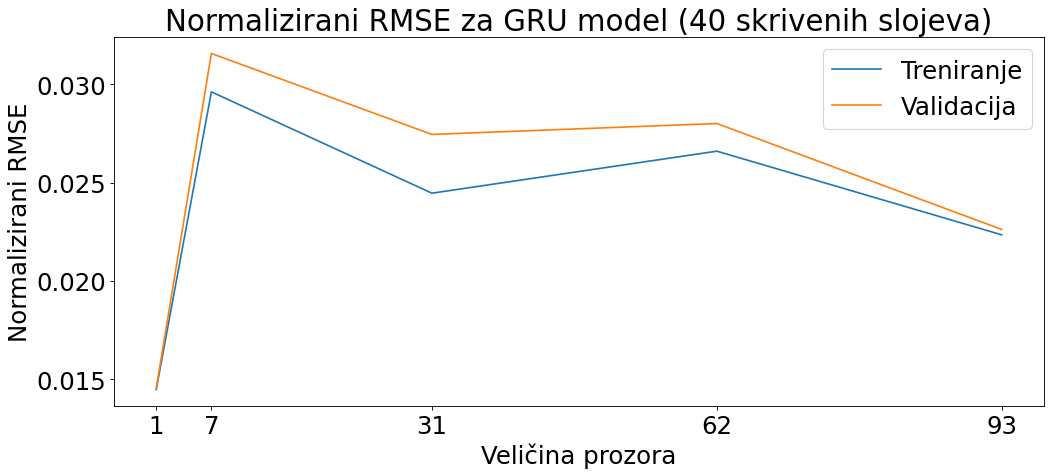 Normalizirani RMSE za GRU model (40 skrivenih slojeva)
Normalizirani RMSE
0.030
0.025
0.020
0.015
Treniranje
Validacija
1 7 31 62 93
Veličina prozora